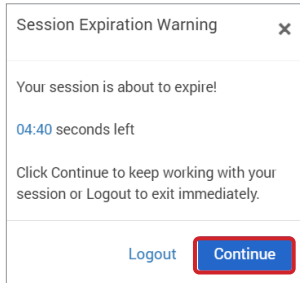 Session Expiration Warning
Your session is about to expire!
04:40 seconds left
Click Continue to keep working with your
session or Logout to exit immediately.
Logout Continue